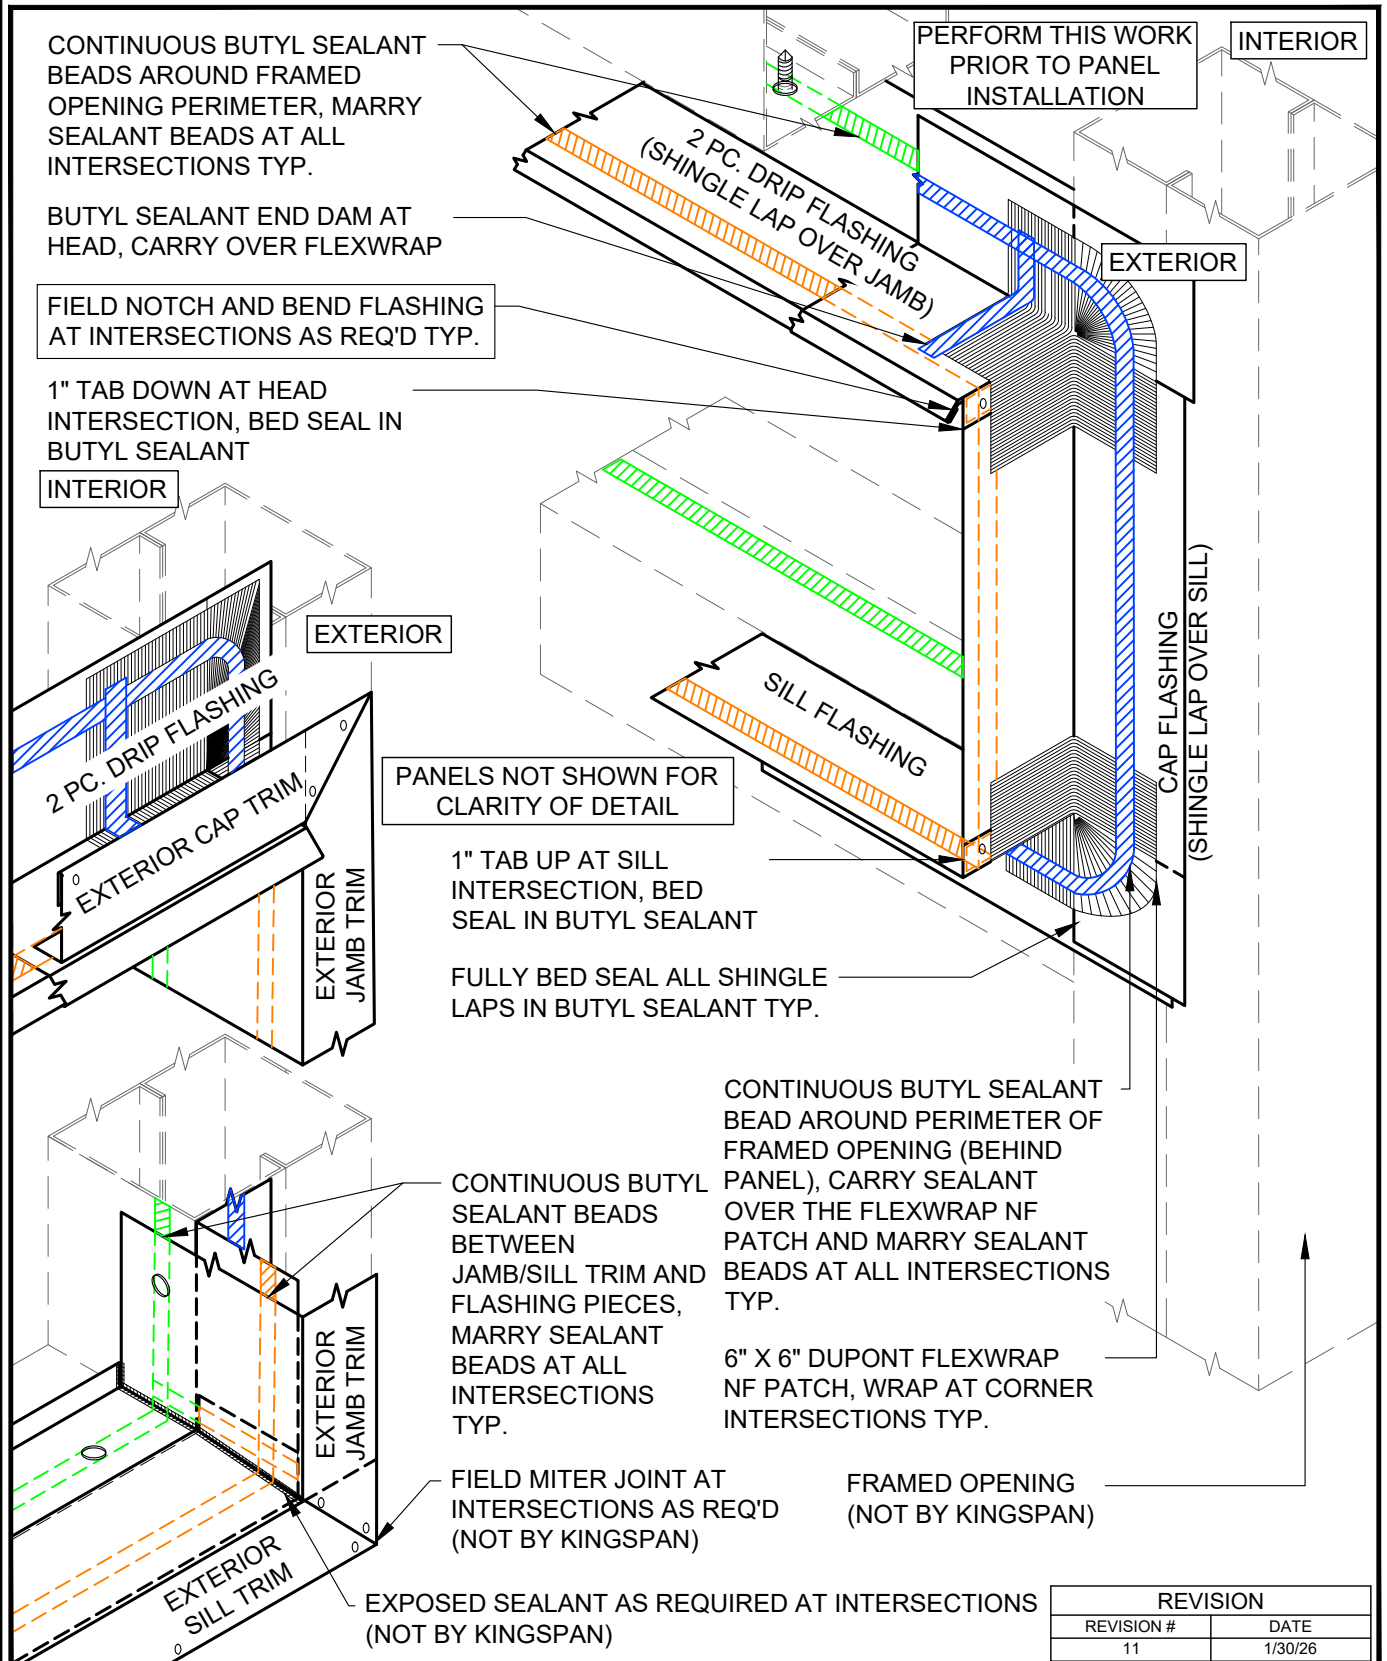 CONTINUOUS BUTYL SEALANT
BEADS AROUND FRAMED
OPENING PERIMETER, MARRY
SEALANT BEADS AT ALL
INTERSECTIONS TYP.
PERFORM THIS WORK
PRIOR TO PANEL
INSTALLATION
INTERIOR
2 PC. DRIP FLASHING
(SHINGLE LAP OVER JAMB)
BUTYL SEALANT END DAM AT
HEAD, CARRY OVER FLEXWRAP
EXTERIOR
FIELD NOTCH AND BEND FLASHING
AT INTERSECTIONS AS REQ'D TYP.
1" TAB DOWN AT HEAD
INTERSECTION, BED SEAL IN
BUTYL SEALANT
INTERIOR
EXTERIOR
2 PC. DRIP FLASHING
EXTERIOR CAP TRIM
EXTERIOR
JAMB TRIM
SILL FLASHING
CAP FLASHING
(SHINGLE LAP OVER SILL)
PANELS NOT SHOWN FOR
CLARITY OF DETAIL
1" TAB UP AT SILL
INTERSECTION, BED
SEAL IN BUTYL SEALANT
FULLY BED SEAL ALL SHINGLE
LAPS IN BUTYL SEALANT TYP.
CONTINUOUS BUTYL SEALANT
BEAD AROUND PERIMETER OF
FRAMED OPENING (BEHIND
PANEL), CARRY SEALANT
OVER THE FLEXWRAP NF
PATCH AND MARRY SEALANT
BEADS AT ALL INTERSECTIONS
TYP.
CONTINUOUS BUTYL
SEALANT BEADS
BETWEEN
JAMB/SILL TRIM AND
FLASHING PIECES,
MARRY SEALANT
BEADS AT ALL
INTERSECTIONS
TYP.
6" X 6" DUPONT FLEXWRAP
NF PATCH, WRAP AT CORNER
INTERSECTIONS TYP.
EXTERIOR
JAMB TRIM
FIELD MITER JOINT AT
INTERSECTIONS AS REQ'D
(NOT BY KINGSPAN)
FRAMED OPENING
(NOT BY KINGSPAN)
EXTERIOR
SILL TRIM
EXPOSED SEALANT AS REQUIRED AT INTERSECTIONS
(NOT BY KINGSPAN)
REVISION
REVISION # DATE
11 1/30/26